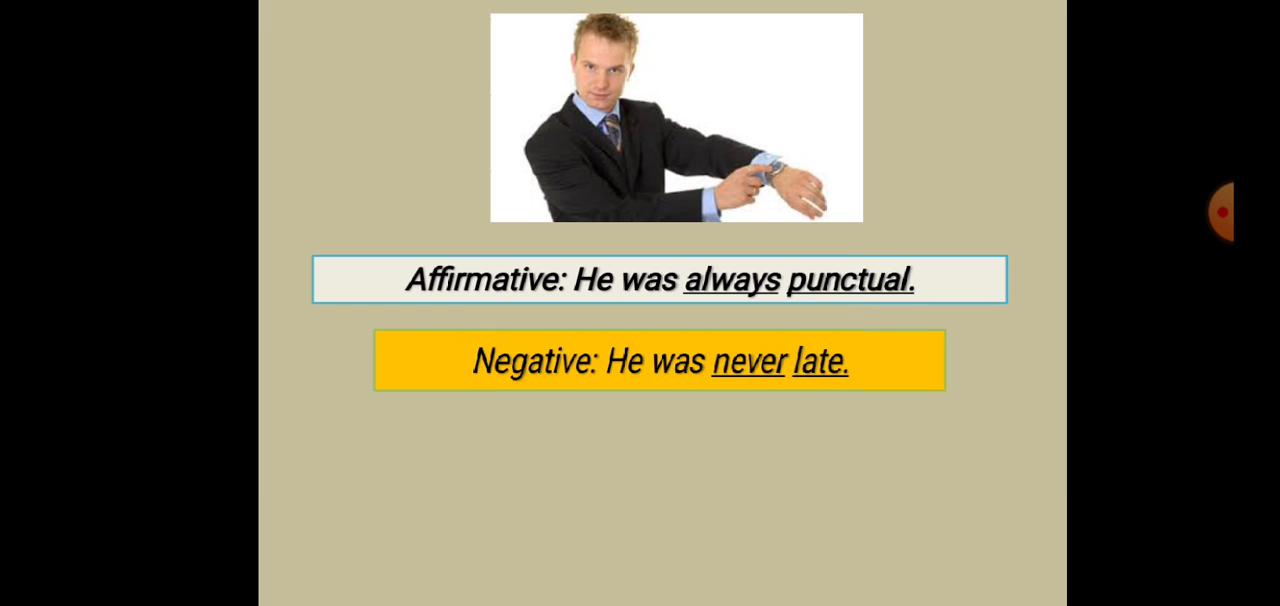 Affirmative: He was always punctual.
Negative: He was never late.